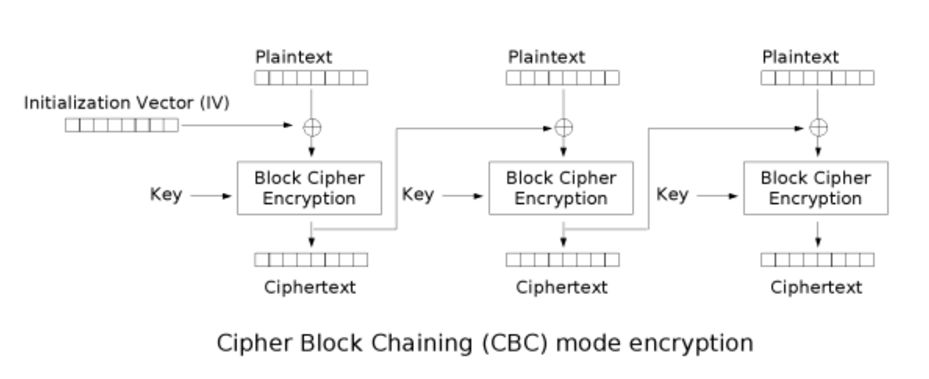 Plaintext
Plaintext
Plaintext
Initialization Vector (IV)
Key
Block Cipher
Encryption
Key
Block Cipher
Encryption
Key
Block Cipher
Encryption
Ciphertext
Ciphertext
Ciphertext
Cipher Block Chaining (CBC) mode encryption